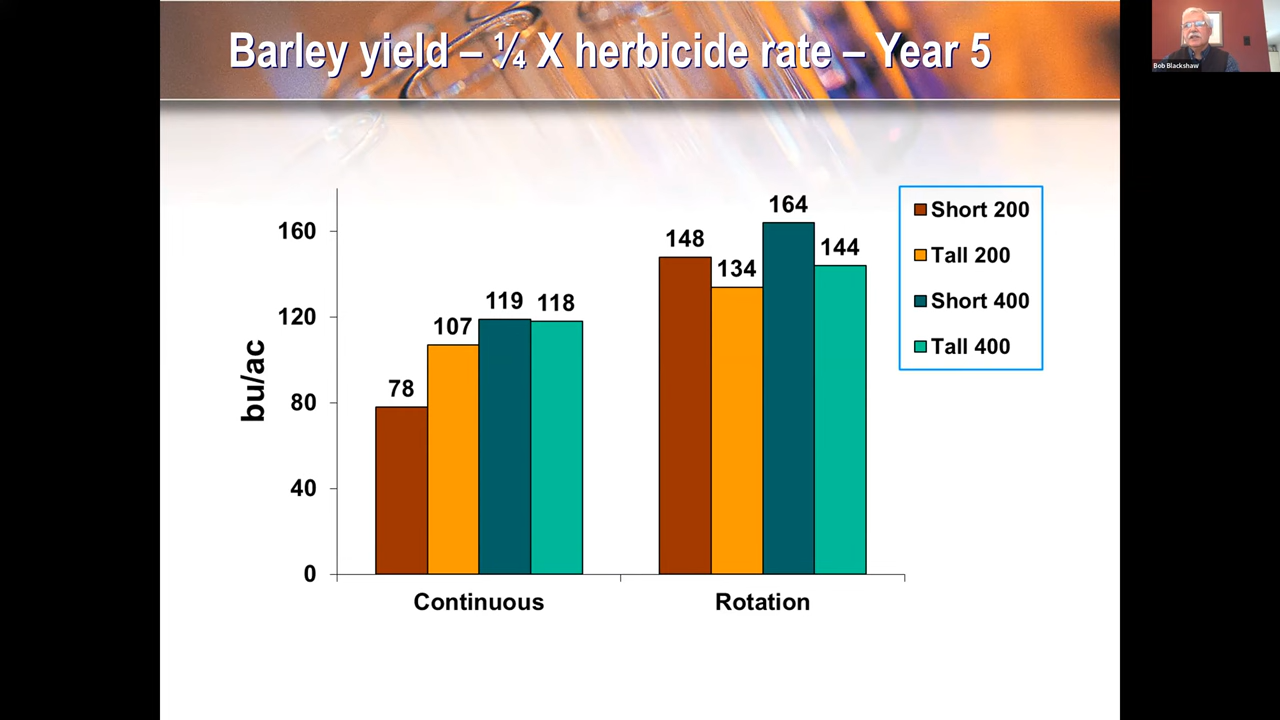 Barley yield – ¼ X herbicide rate – Year 5
Bob Blackshaw
bu/ac
160
120
80
40
0
78
107
119
118
148
134
164
144
Continuous
Rotation
Short 200
Tall 200
Short 400
Tall 400